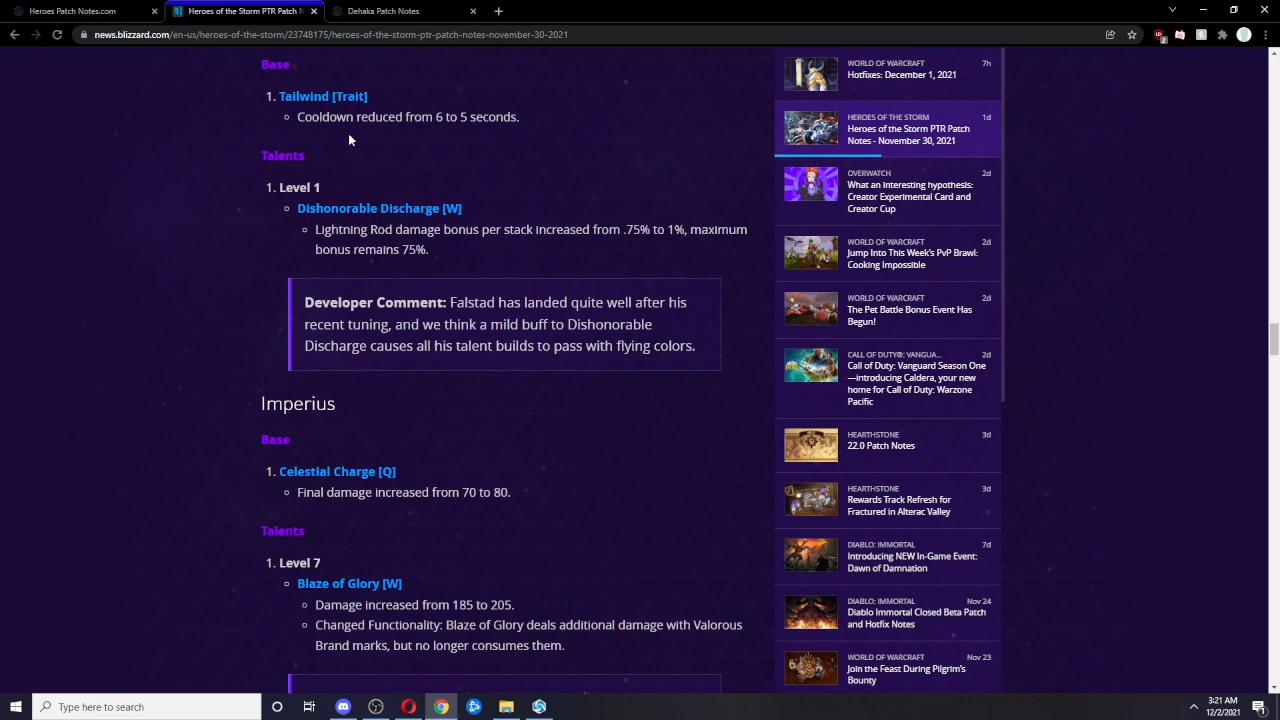 Heroes Patch Notes.com
Heroes of the Storm PTR Patch N
Dehaka Patch Notes
news.blizzard.com/en-us/heroes-of-the-storm/23748175/heroes-of-the-storm-ptr-patch-notes-november-30-2021
2
Base
1. Tailwind [Trait]
Cooldown reduced from 6 to 5 seconds.
Talents
1. Level 1
Dishonorable Discharge [W]
Lightning Rod damage bonus per stack increased from .75% to 1%, maximum
bonus remains 75%.
Developer Comment: Falstad has landed quite well after his
recent tuning, and we think a mild buff to Dishonorable
Discharge causes all his talent builds to pass with flying colors.
Imperius
Base
1. Celestial Charge [Q]
Final damage increased from 70 to 80.
Talents
1. Level 7
Blaze of Glory [W]
Damage increased from 185 to 205.
Changed Functionality: Blaze of Glory deals additional damage with Valorous
Brand marks, but no longer consumes them.
WORLD OF WARCRAFT 7h
Hotfixes: December 1, 2021
HEROES OF THE STORM 1d
Heroes of the Storm PTR Patch
Notes - November 30, 2021
OVERWATCH 2d
What an interesting hypothesis:
Creator Experimental Card and
Creator Cup
WORLD OF WARCRAFT 2d
Jump Into This Week's PvP Brawl:
Cooking Impossible
WORLD OF WARCRAFT 2d
The Pet Battle Bonus Event Has
Begun!
CALL OF DUTY®: VANGUA... 2d
Call of Duty: Vanguard Season One
—introducing Caldera, your new
home for Call of Duty: Warzone
Pacific
HEARTHSTONE 3d
22.0 Patch Notes
HEARTHSTONE 3d
Rewards Track Refresh for
Fractured in Alterac Valley
DIABLO: IMMORTAL 7d
Introducing NEW In-Game Event:
Dawn of Damnation
DIABLO: IMMORTAL Nov 24
Diablo Immortal Closed Beta Patch
and Hotfix Notes
WORLD OF WARCRAFT Nov 23
Join the Feast During Pilgrim's
Bounty
Type here to search
3:21 AM
12/2/2021
1